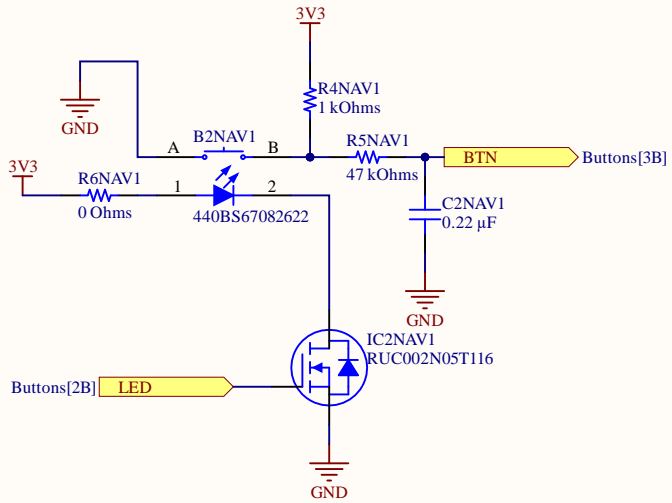 3V3
R4NAV1
1 kOhms
GND
B2NAV1
A
B
R5NAV1
47 kOhms
BTN
Buttons[3B]
3V3
R6NAV1
0 Ohms
1
2
440BS67082622
C2NAV1
0.22 µF
GND
IC2NAV1
RUC002N05T116
Buttons[2B]
LED
GND